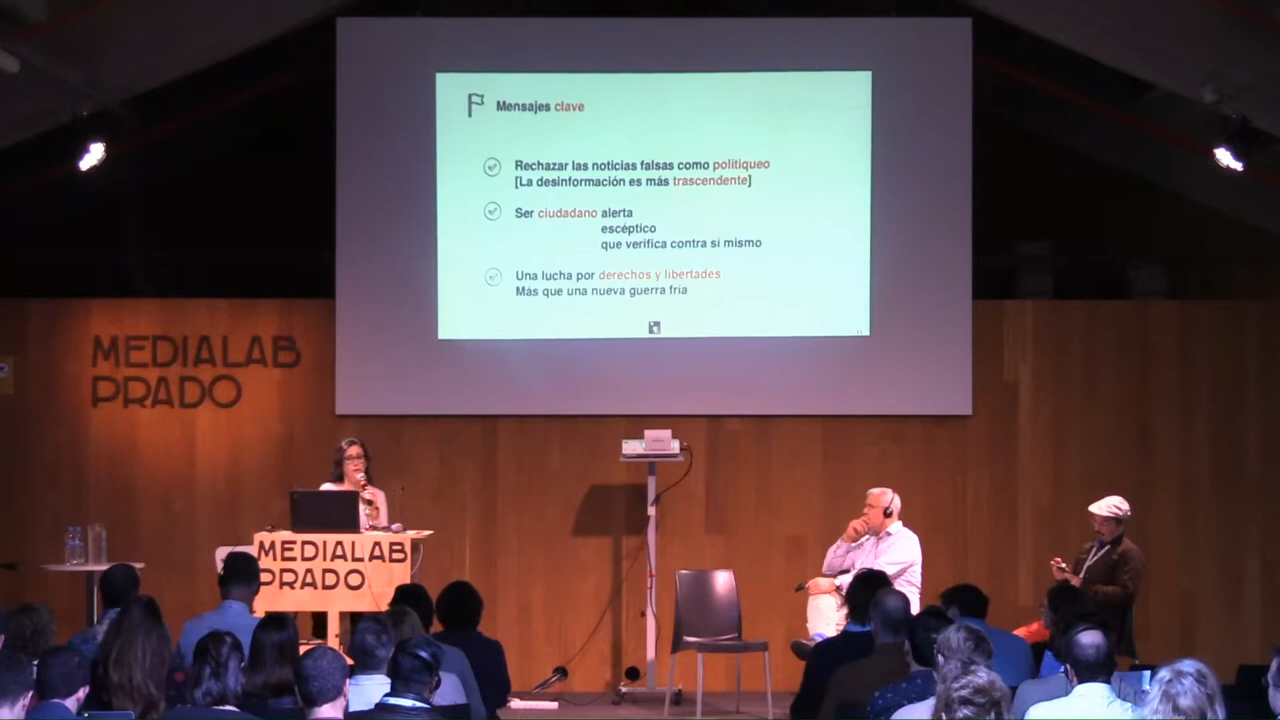 Mensajes clave
Rechazar las noticias falsas como politiqueo
[La desinformación es más trascendente]
Ser ciudadano alerta
escéptico
que verifica contra sí mismo
Una lucha por derechos y libertades
Más que una nueva guerra fría
11
MEDIALAB
PRADO
MEDIALAB
PRADO